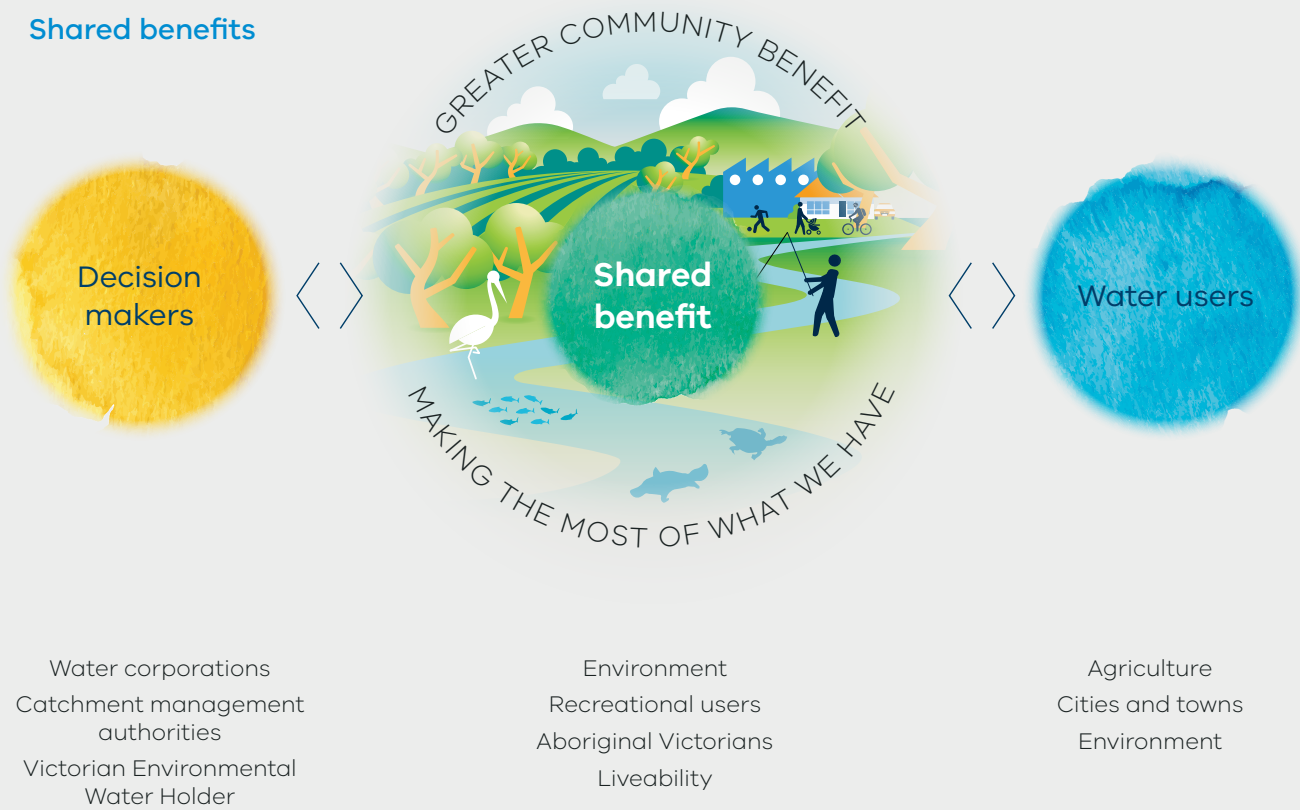 Shared benefits
GREATER COMMUNITY BENEFIT
Decision
makers
Shared
benefit
Water users
MAKING THE MOST OF WHAT WE HAVE
Water corporations
Catchment management
authorities
Victorian Environmental
Water Holder
Environment
Recreational users
Aboriginal Victorians
Liveability
Agriculture
Cities and towns
Environment